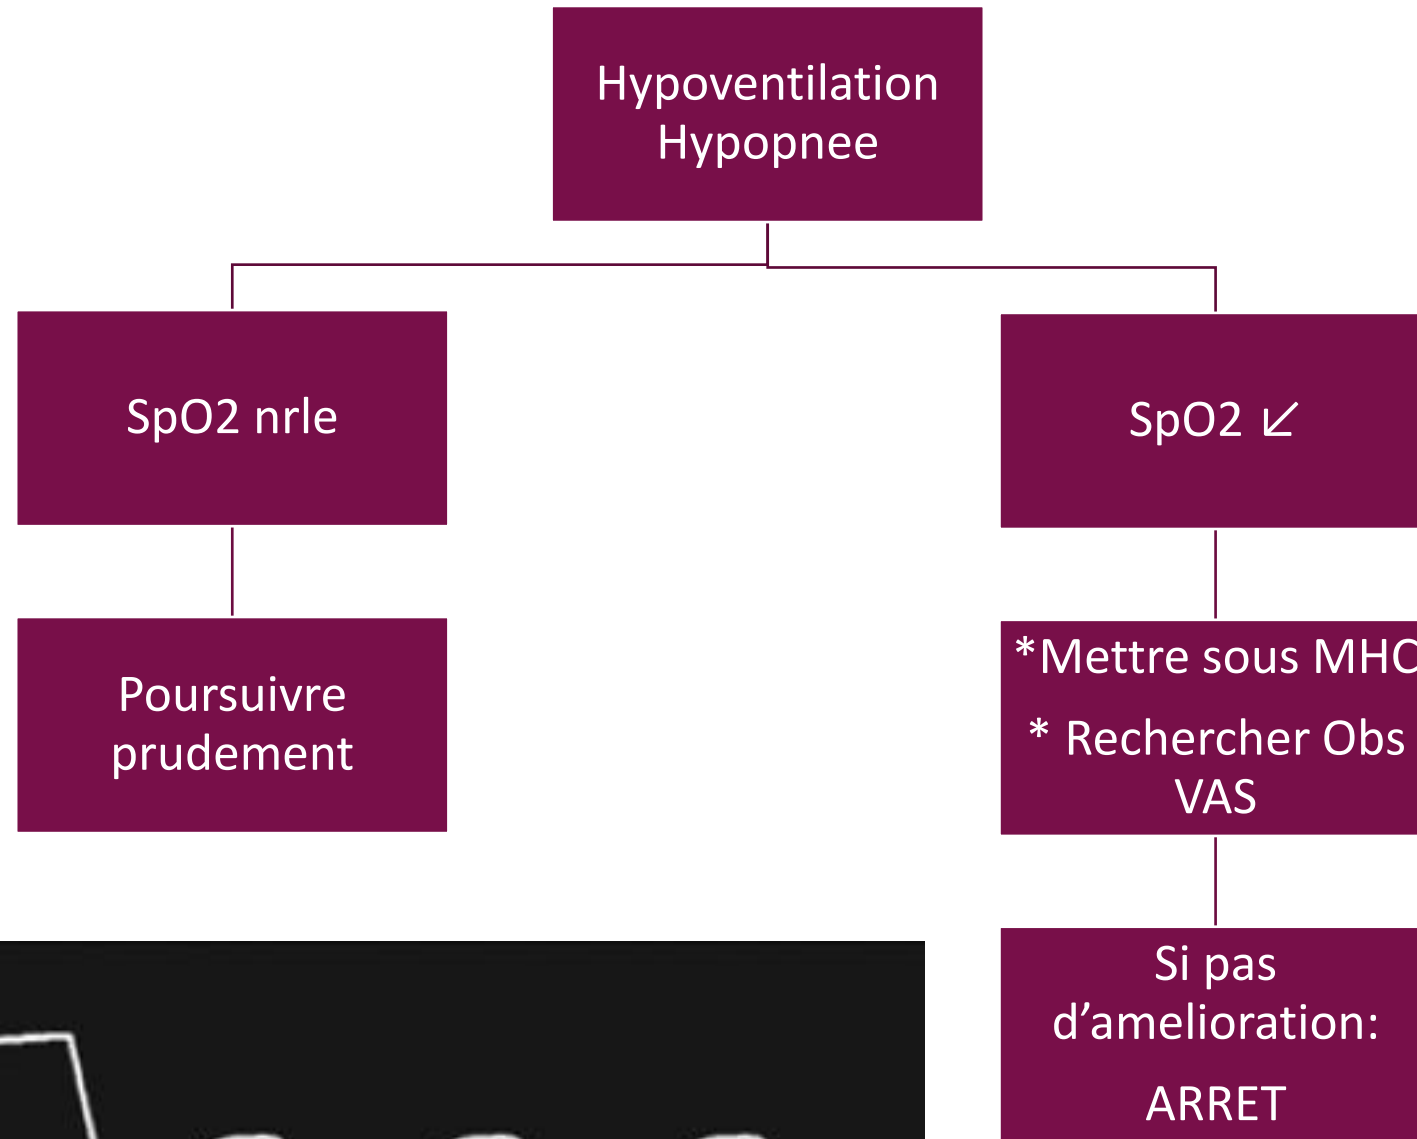 Hypoventilation
Hypopnee
SpO2 nrle
SpO2 ↙
Poursuivre
prudement
*Mettre sous MHC
* Rechercher Obs
VAS
Si pas
d’amelioration:
ARRET